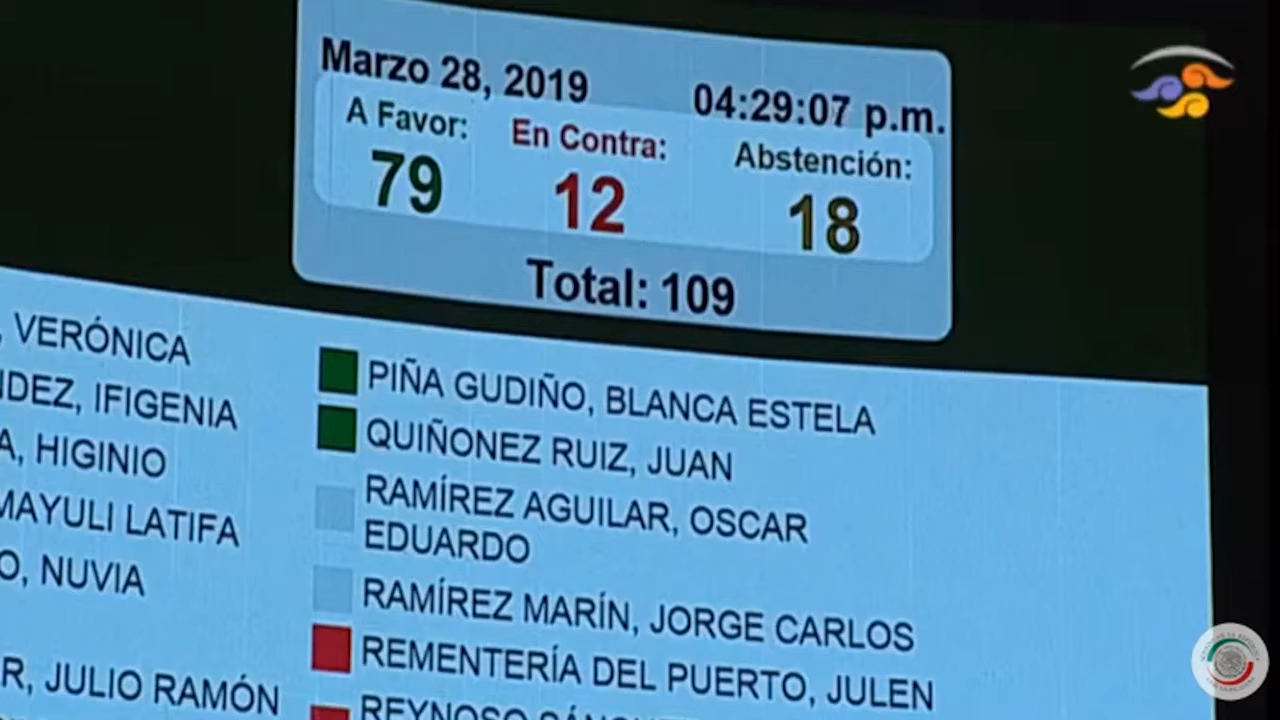 Marzo 28, 2019 04:29:07 p.m.
A Favor: En Contra: Abstención:
79 12 18
Total: 109
, VERÓNICA
DEZ, IFIGENIA
A, HIGINIO
MAYULI LATIFA
O, NUVIA
R, JULIO RAMÓN
PIÑA GUDIÑO, BLANCA ESTELA
QUIÑONEZ RUIZ, JUAN
RAMÍREZ AGUILAR, OSCAR
EDUARDO
RAMÍREZ MARÍN, JORGE CARLOS
REMENTERÍA DEL PUERTO, JULEN
REYNOSO